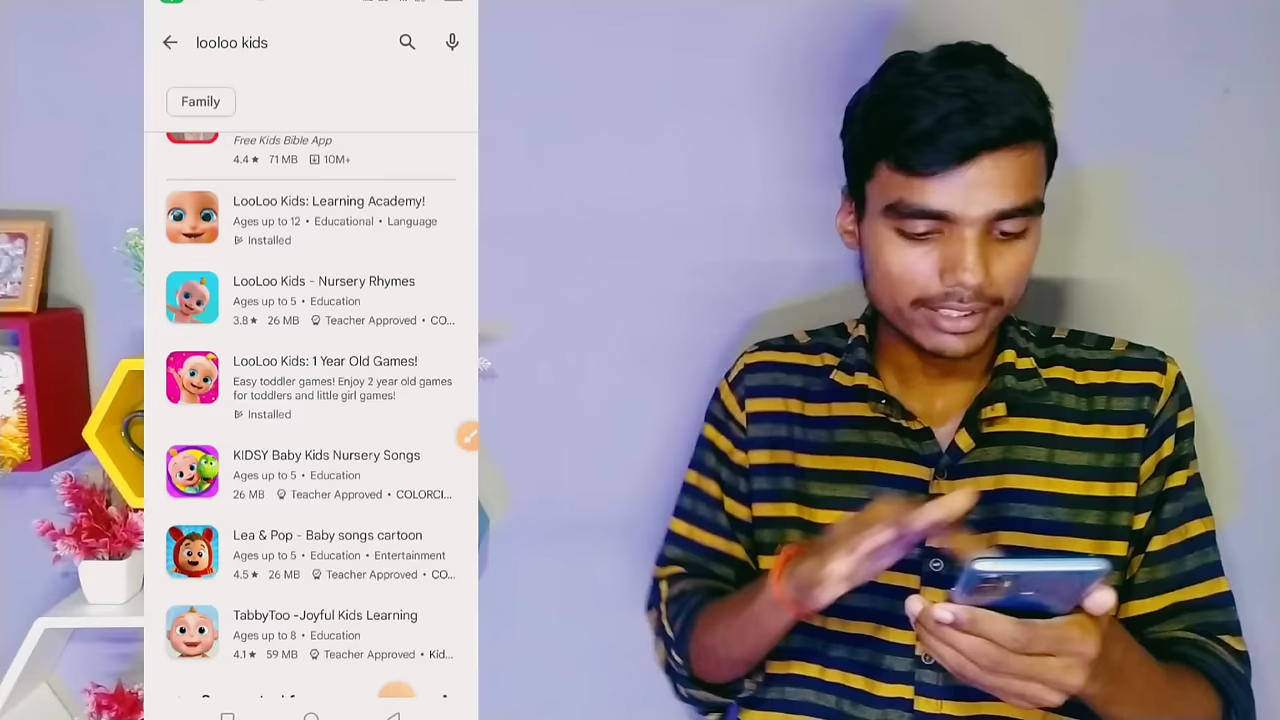 looloo kids
Family
Free Kids Bible App
4.4★ 71 MB 10M+
LooLoo Kids: Learning Academy!
Ages up to 12 • Educational • Language
Installed
LooLoo Kids - Nursery Rhymes
Ages up to 5 • Education
3.8★ 26 MB Teacher Approved • CO...
LooLoo Kids: 1 Year Old Games!
Easy toddler games! Enjoy 2 year old games
for toddlers and little girl games!
Installed
KIDSY Baby Kids Nursery Songs
Ages up to 5 • Education
26 MB Teacher Approved • COLORCI...
Lea & Pop - Baby songs cartoon
Ages up to 5 • Education • Entertainment
4.5★ 26 MB Teacher Approved • CO...
TabbyToo -Joyful Kids Learning
Ages up to 8 • Education
4.1★ 59 MB Teacher Approved • Kid...